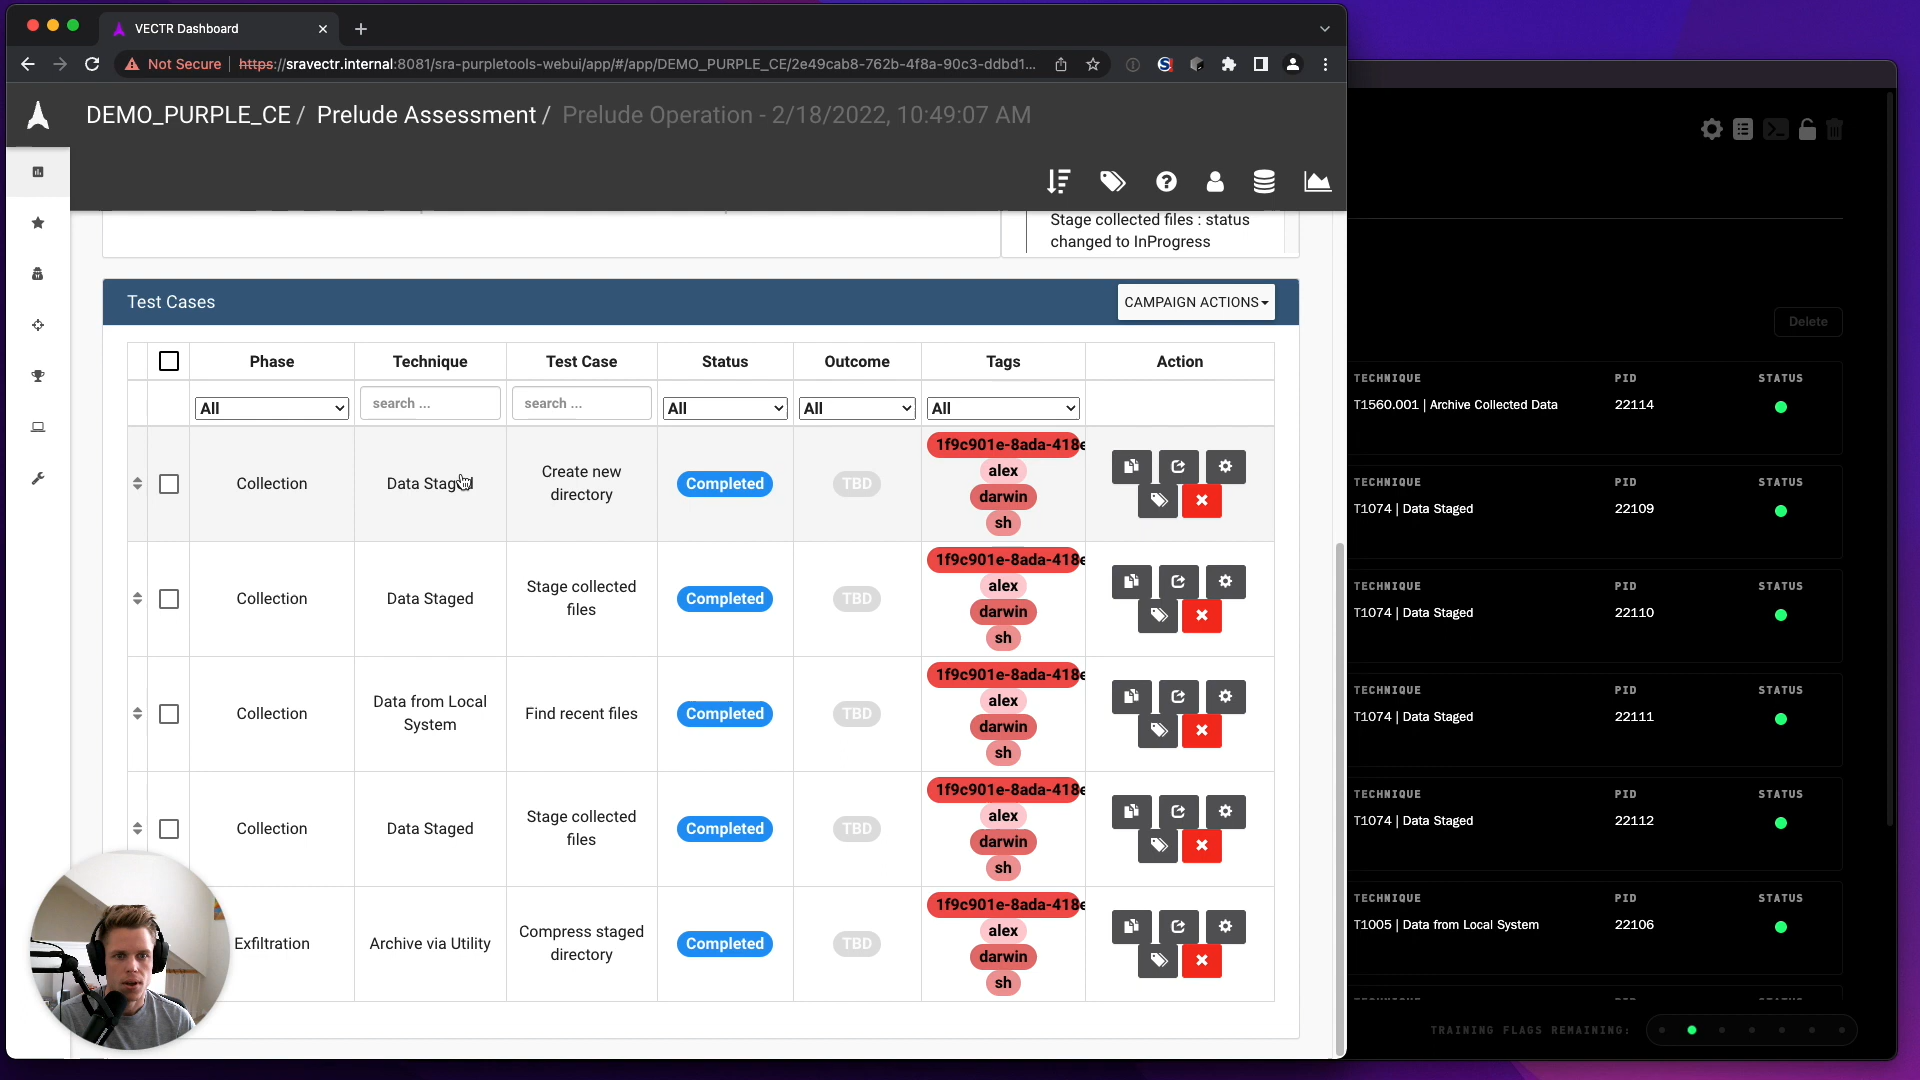 VECTR Dashboard
Not Secure | https://sravectr.internal:8081/sra-purpletools-webui/app/#/app/DEMO_PURPLE_CE/2e49cab8-762b-4f8a-90c3-ddbd1...
DEMO_PURPLE_CE / Prelude Assessment / Prelude Operation - 2/18/2022, 10:49:07 AM
Stage collected files : status
changed to InProgress
Test Cases CAMPAIGN ACTIONS
Phase Technique Test Case Status Outcome Tags Action
All search ... search ... All All All
Collection Data Staged Create new directory Completed TBD 1f9c901e-8ada-418e alex darwin sh
Collection Data Staged Stage collected files Completed TBD 1f9c901e-8ada-418e alex darwin sh
Collection Data from Local System Find recent files Completed TBD 1f9c901e-8ada-418e alex darwin sh
Collection Data Staged Stage collected files Completed TBD 1f9c901e-8ada-418e alex darwin sh
Exfiltration Archive via Utility Compress staged directory Completed TBD 1f9c901e-8ada-418e alex darwin sh
Delete
TECHNIQUE PID STATUS
T1560.001 | Archive Collected Data 22114
TECHNIQUE PID STATUS
T1074 | Data Staged 22109
TECHNIQUE PID STATUS
T1074 | Data Staged 22110
TECHNIQUE PID STATUS
T1074 | Data Staged 22111
TECHNIQUE PID STATUS
T1074 | Data Staged 22112
TECHNIQUE PID STATUS
T1005 | Data from Local System 22106
TRAINING FLAGS REMAINING: